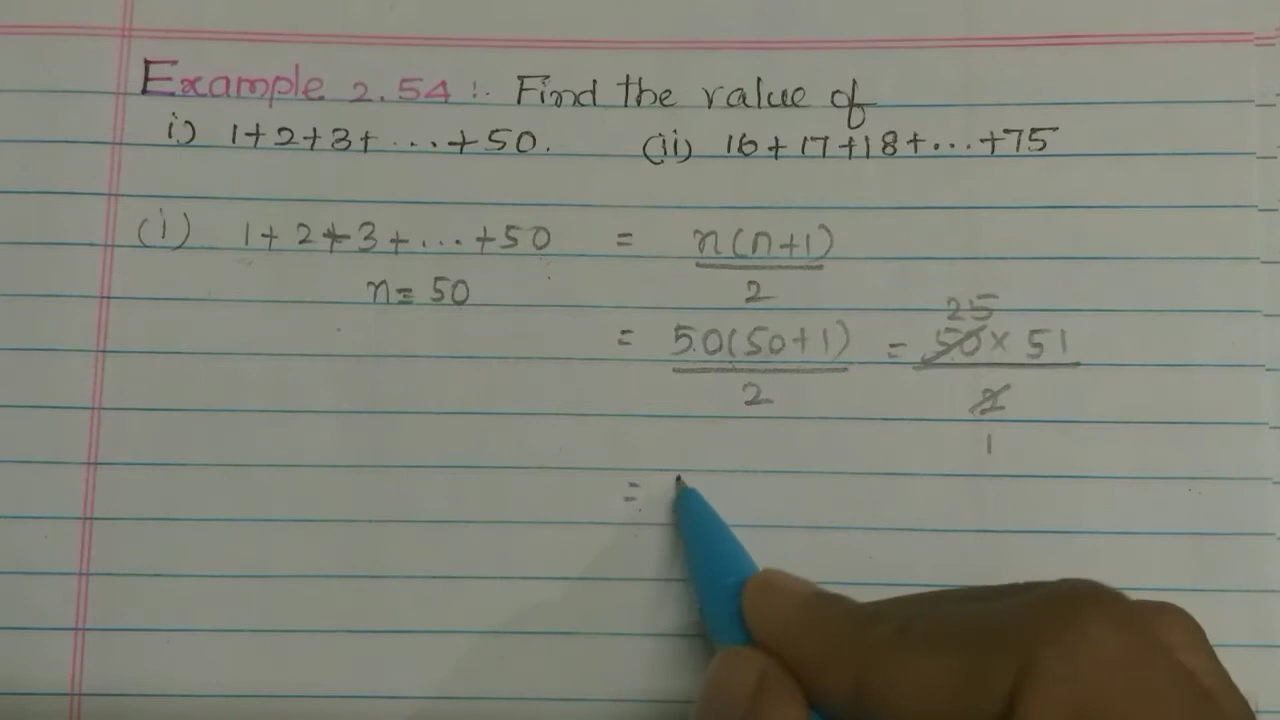 Example 2.54 :. Find the value of
i) 1+2+3+...+50. (ii) 16+17+18+...+75
(i) 1+2+3+...+50 = n(n+1)
n=50 2
25
= 50(50+1) = 50×51
2 2
1
=